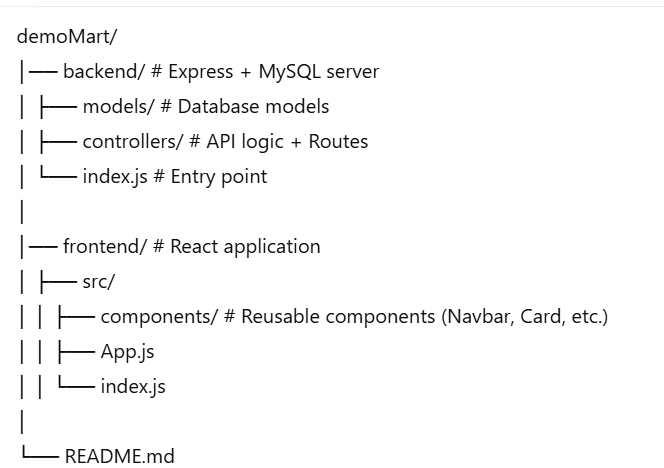 demoMart/
│── backend/ # Express + MySQL server
│ ├── models/ # Database models
│ ├── controllers/ # API logic + Routes
│ └── index.js # Entry point
│
│── frontend/ # React application
│ ├── src/
│ │ ├── components/ # Reusable components (Navbar, Card, etc.)
│ │ ├── App.js
│ │ └── index.js
│
└── README.md